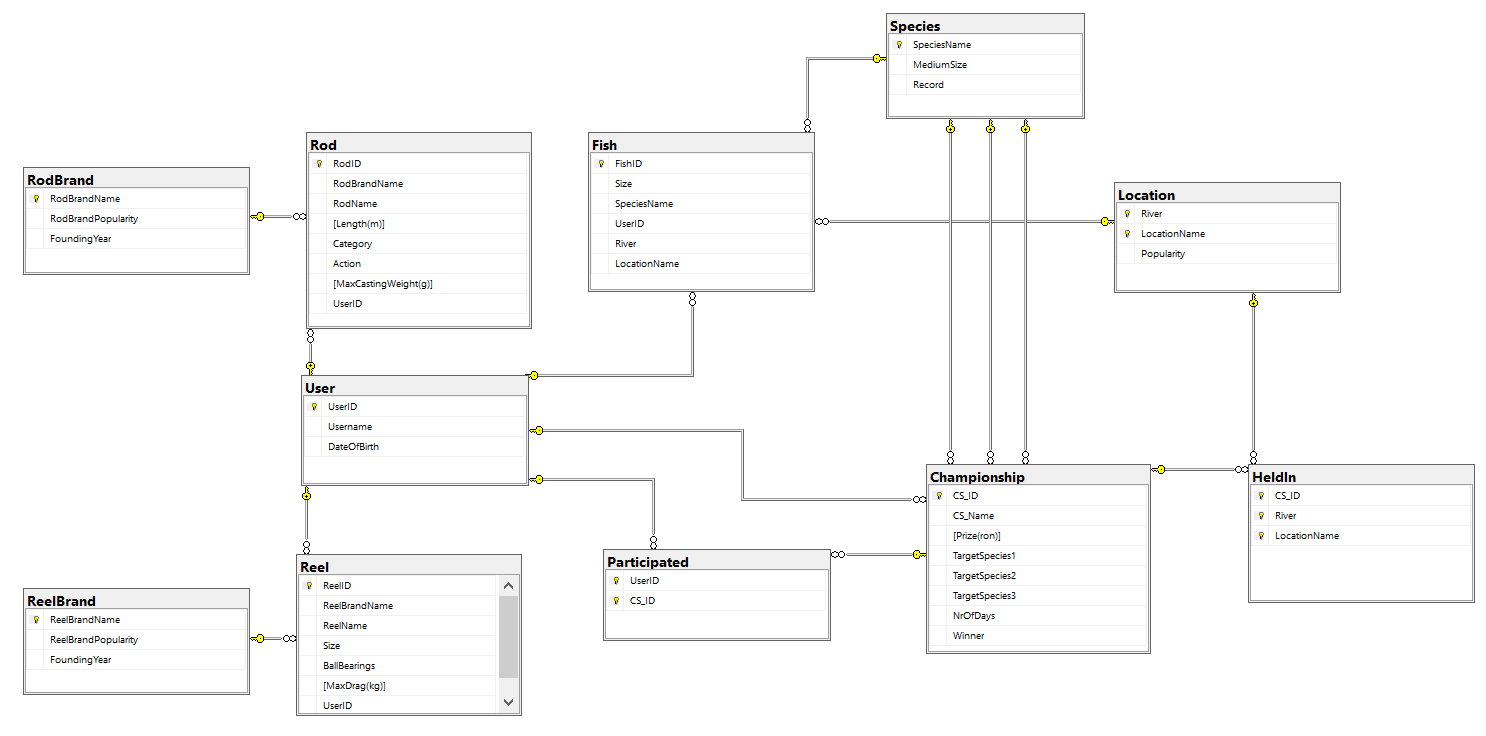 Species
SpeciesName
MediumSize
Record
Rod
RodID
RodBrandName
RodName
[Length(m)]
Category
Action
[MaxCastingWeight(g)]
UserID
Fish
FishID
Size
SpeciesName
UserID
River
LocationName
RodBrand
RodBrandName
RodBrandPopularity
FoundingYear
Location
River
LocationName
Popularity
User
UserID
Username
DateOfBirth
Championship
CS_ID
CS_Name
[Prize(ron)]
TargetSpecies1
TargetSpecies2
TargetSpecies3
NrOfDays
Winner
HeldIn
CS_ID
River
LocationName
Participated
UserID
CS_ID
Reel
ReelID
ReelBrandName
ReelName
Size
BallBearings
[MaxDrag(kg)]
UserID
ReelBrand
ReelBrandName
ReelBrandPopularity
FoundingYear